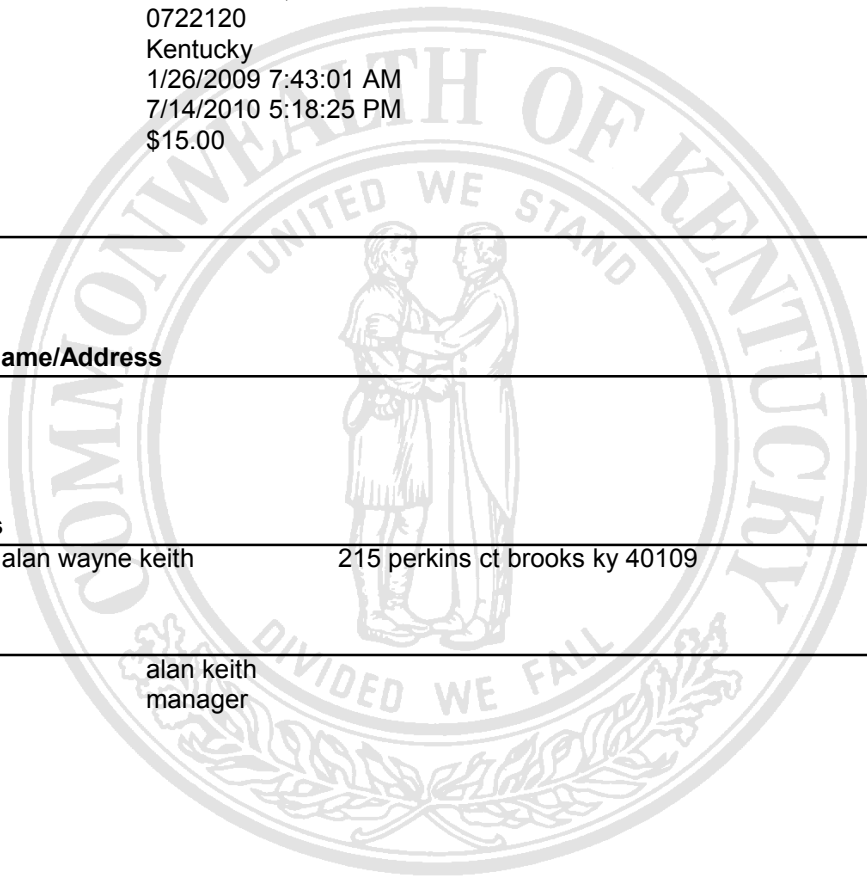 0722120
Kentucky
1/26/2009 7:43:01 AM
7/14/2010 5:18:25 PM
$15.00
COMMONWEALTH OF KENTUCKY
UNITED WE STAND
ame/Address
s
alan wayne keith 215 perkins ct brooks ky 40109
DIVIDED WE FALL
alan keith
manager